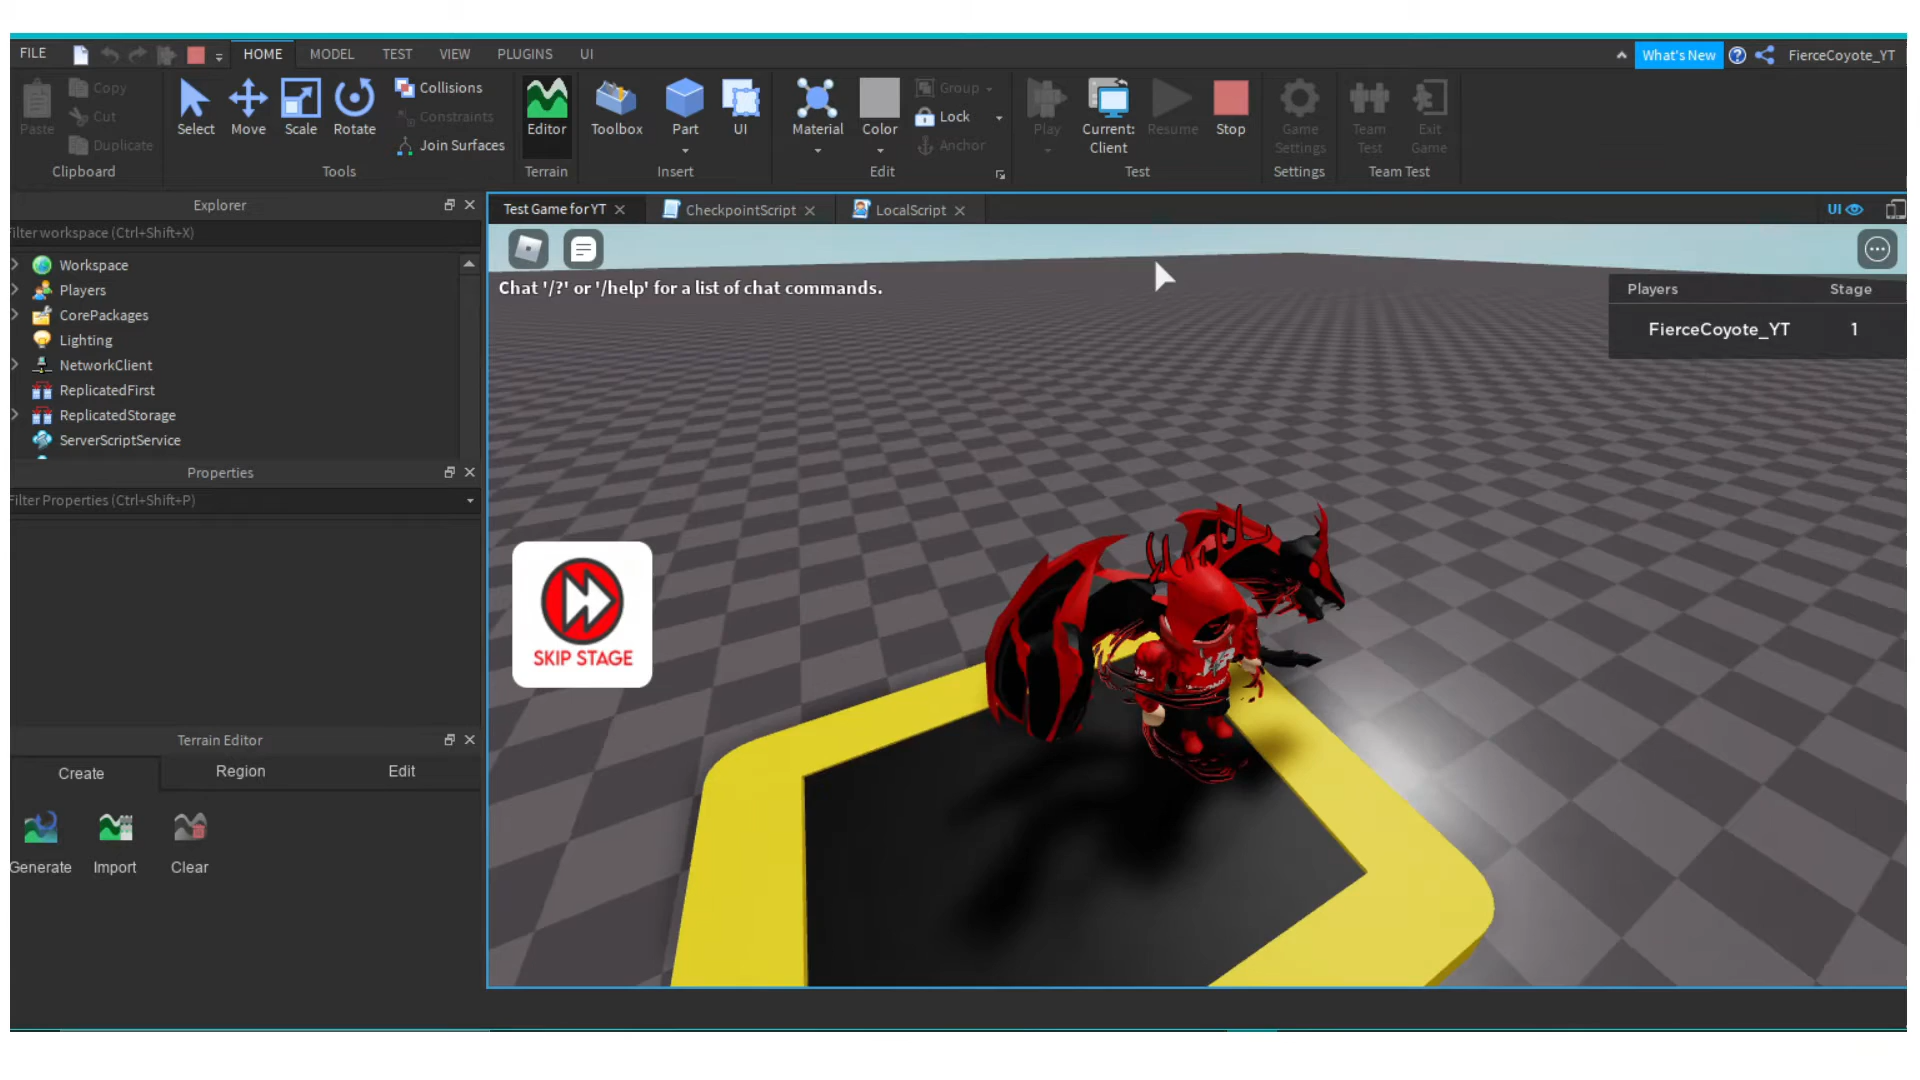 FILE HOME MODEL TEST VIEW PLUGINS UI What's New FierceCoyote_YT
Paste Copy Cut Duplicate
Clipboard
Select Move Scale Rotate
Collisions
Constraints
Join Surfaces
Tools
Editor
Terrain
Toolbox Part UI
Insert
Material Color
Group
Lock
Anchor
Edit
Play Current: Client Resume Stop
Test
Game Settings
Settings
Team Test Exit Game
Team Test
Explorer
ilter workspace (Ctrl+Shift+X)
Workspace
Players
CorePackages
Lighting
NetworkClient
ReplicatedFirst
ReplicatedStorage
ServerScriptService
Properties
Filter Properties (Ctrl+Shift+P)
Terrain Editor
Create Region Edit
Generate Import Clear
Test Game for YT CheckpointScript LocalScript UI
Chat '/?' or '/help' for a list of chat commands.
Players Stage
FierceCoyote_YT 1
SKIP STAGE